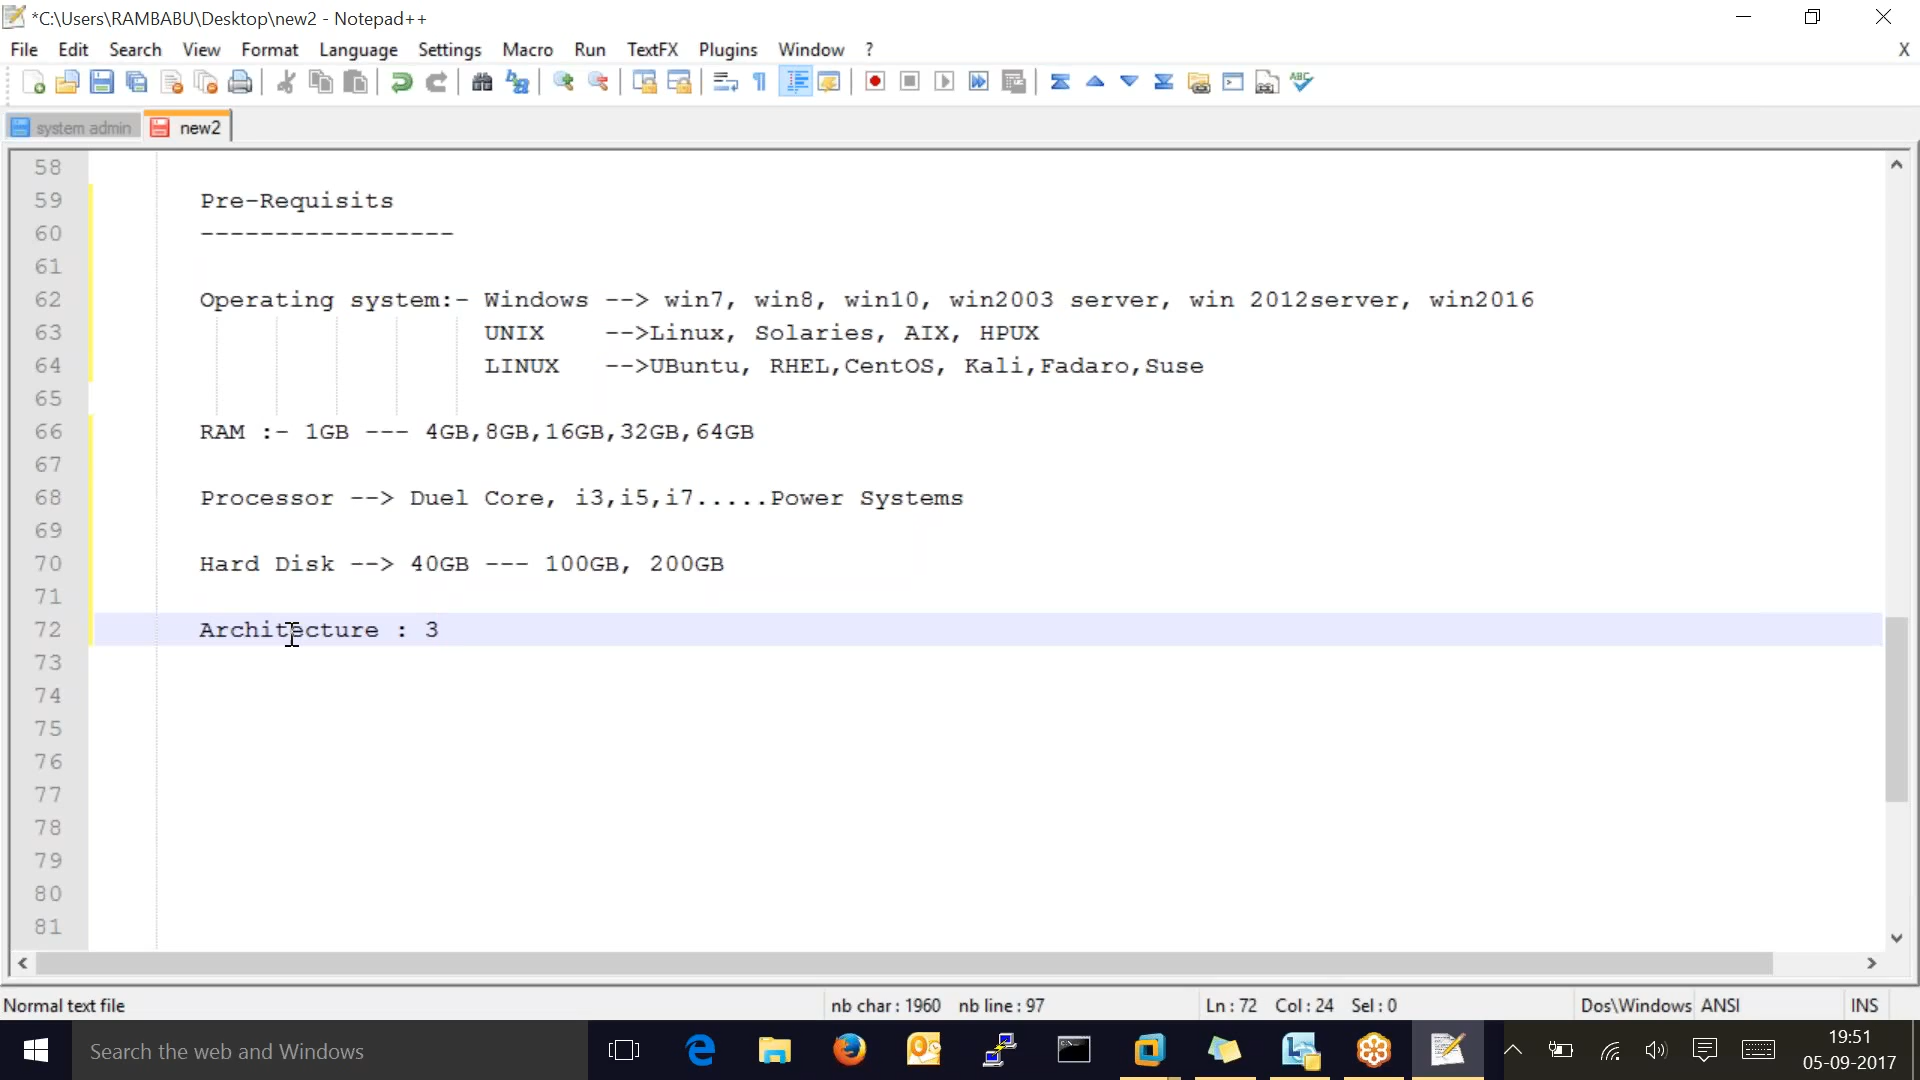 *C:\Users\RAMBABU\Desktop\new2 - Notepad++
File Edit Search View Format Language Settings Macro Run TextFX Plugins Window ? X
system admin new2
58
59 Pre-Requisits
60 -----------------
61
62 Operating system:- Windows --> win7, win8, win10, win2003 server, win 2012server, win2016
63 UNIX -->Linux, Solaries, AIX, HPUX
64 LINUX -->UBuntu, RHEL,CentOS, Kali,Fadaro,Suse
65
66 RAM :- 1GB --- 4GB,8GB,16GB,32GB,64GB
67
68 Processor --> Duel Core, i3,i5,i7.....Power Systems
69
70 Hard Disk --> 40GB --- 100GB, 200GB
71
72 Architecture : 3
73
74
75
76
77
78
79
80
81
Normal text file nb char : 1960 nb line : 97 Ln : 72 Col : 24 Sel : 0 Dos\Windows ANSI INS
Search the web and Windows
19:51
05-09-2017